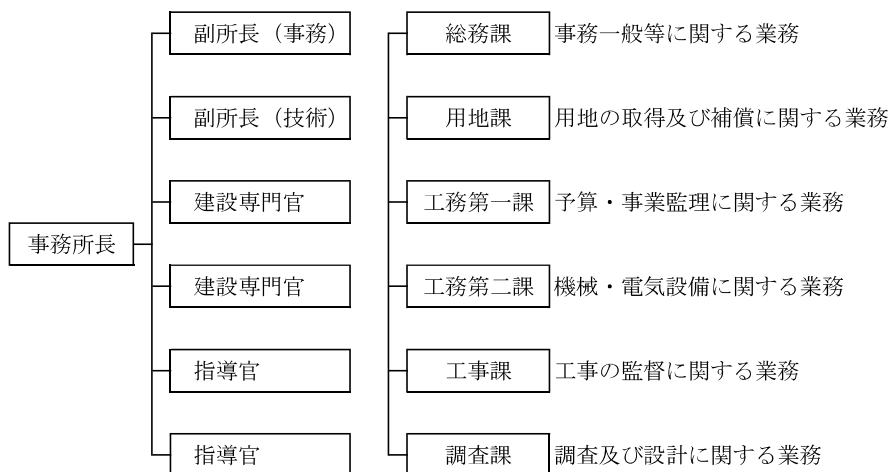 副所長（事務） 総務課 事務一般等に関する業務
副所長（技術） 用地課 用地の取得及び補償に関する業務
建設専門官 工務第一課 予算・事業監理に関する業務
事務所長
建設専門官 工務第二課 機械・電気設備に関する業務
指導官 工事課 工事の監督に関する業務
指導官 調査課 調査及び設計に関する業務